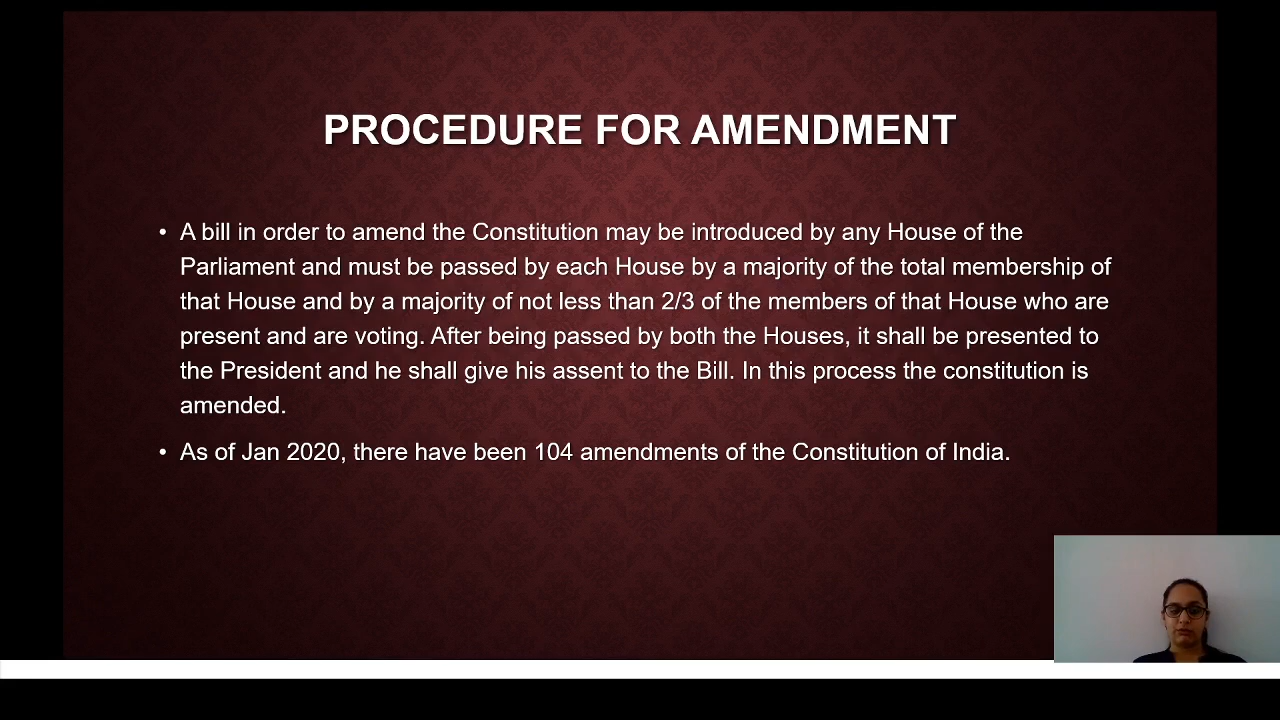 PROCEDURE FOR AMENDMENT
• A bill in order to amend the Constitution may be introduced by any House of the
Parliament and must be passed by each House by a majority of the total membership of
that House and by a majority of not less than 2/3 of the members of that House who are
present and are voting. After being passed by both the Houses, it shall be presented to
the President and he shall give his assent to the Bill. In this process the constitution is
amended.
• As of Jan 2020, there have been 104 amendments of the Constitution of India.